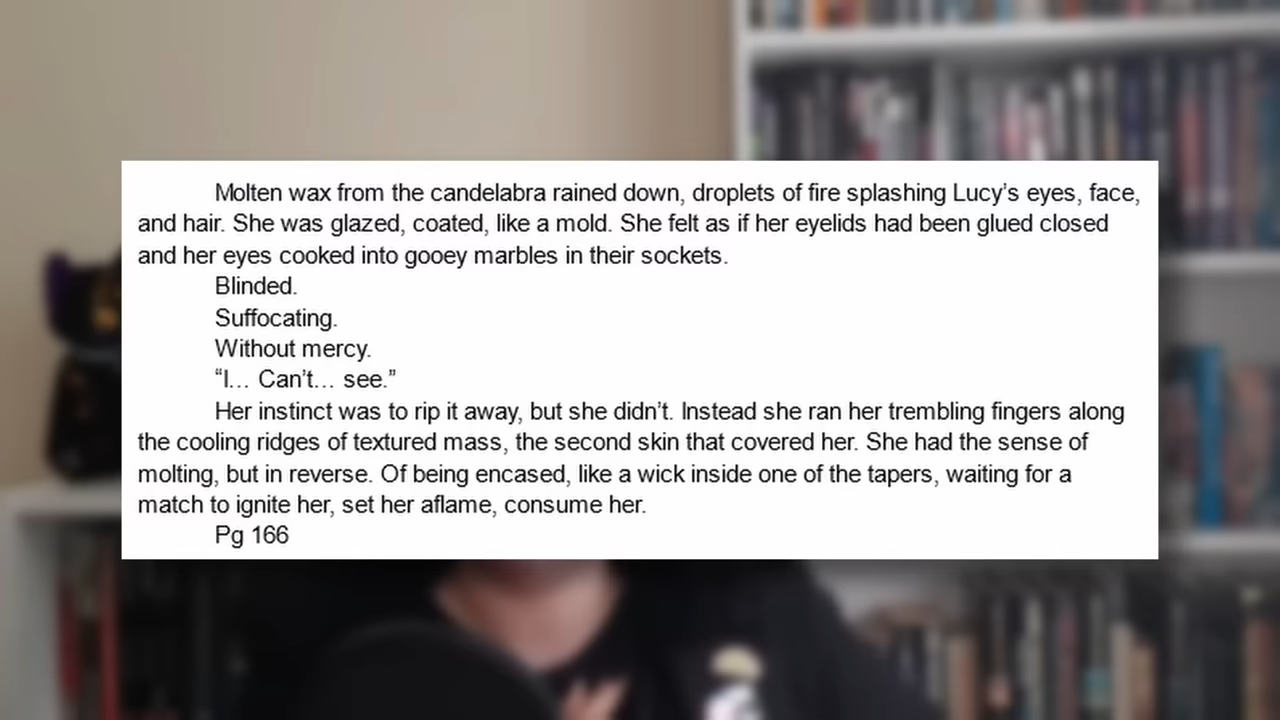 Molten wax from the candelabra rained down, droplets of fire splashing Lucy's eyes, face,
and hair. She was glazed, coated, like a mold. She felt as if her eyelids had been glued closed
and her eyes cooked into gooey marbles in their sockets.
Blinded.
Suffocating.
Without mercy.
“I… Can't… see.”
Her instinct was to rip it away, but she didn't. Instead she ran her trembling fingers along
the cooling ridges of textured mass, the second skin that covered her. She had the sense of
molting, but in reverse. Of being encased, like a wick inside one of the tapers, waiting for a
match to ignite her, set her aflame, consume her.
Pg 166